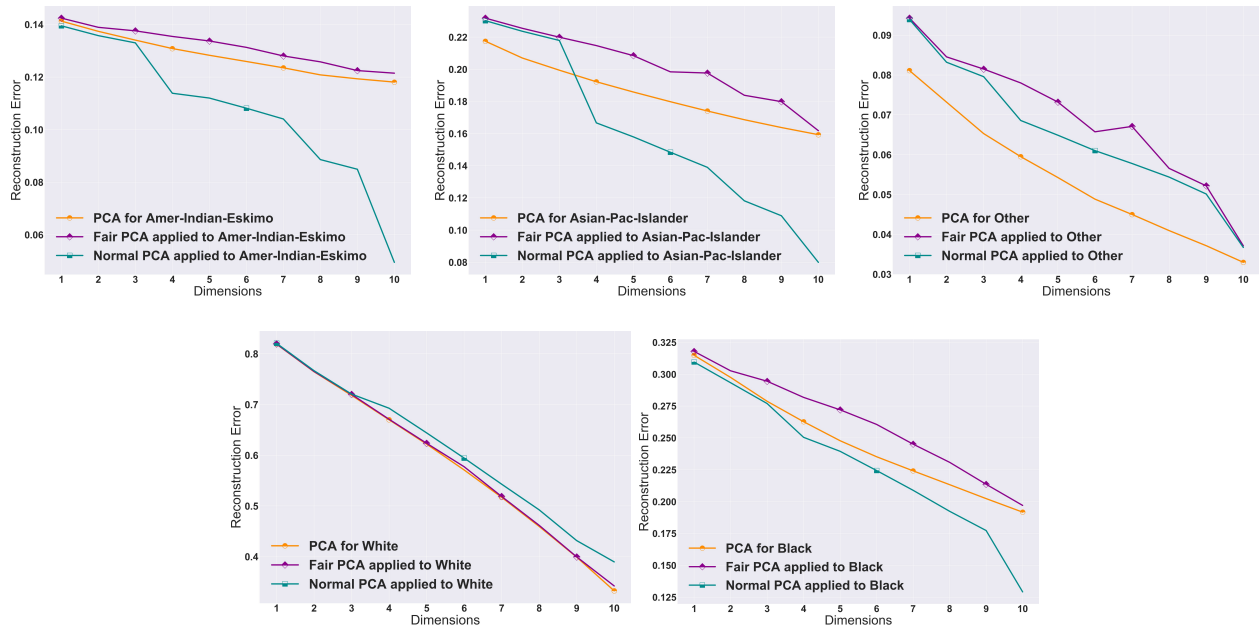 Reconstruction Error
0.14
0.12
0.10
0.08
0.06
PCA for Amer-Indian-Eskimo
Fair PCA applied to Amer-Indian-Eskimo
Normal PCA applied to Amer-Indian-Eskimo
1 2 3 4 5 6 7 8 9 10
Dimensions
Reconstruction Error
0.22
0.20
0.18
0.16
0.14
0.12
0.10
0.08
PCA for Asian-Pac-Islander
Fair PCA applied to Asian-Pac-Islander
Normal PCA applied to Asian-Pac-Islander
1 2 3 4 5 6 7 8 9 10
Dimensions
Reconstruction Error
0.09
0.08
0.07
0.06
0.05
0.04
0.03
PCA for Other
Fair PCA applied to Other
Normal PCA applied to Other
1 2 3 4 5 6 7 8 9 10
Dimensions
Reconstruction Error
0.8
0.7
0.6
0.5
0.4
PCA for White
Fair PCA applied to White
Normal PCA applied to White
1 2 3 4 5 6 7 8 9 10
Dimensions
Reconstruction Error
0.325
0.300
0.275
0.250
0.225
0.200
0.175
0.150
0.125
PCA for Black
Fair PCA applied to Black
Normal PCA applied to Black
1 2 3 4 5 6 7 8 9 10
Dimensions